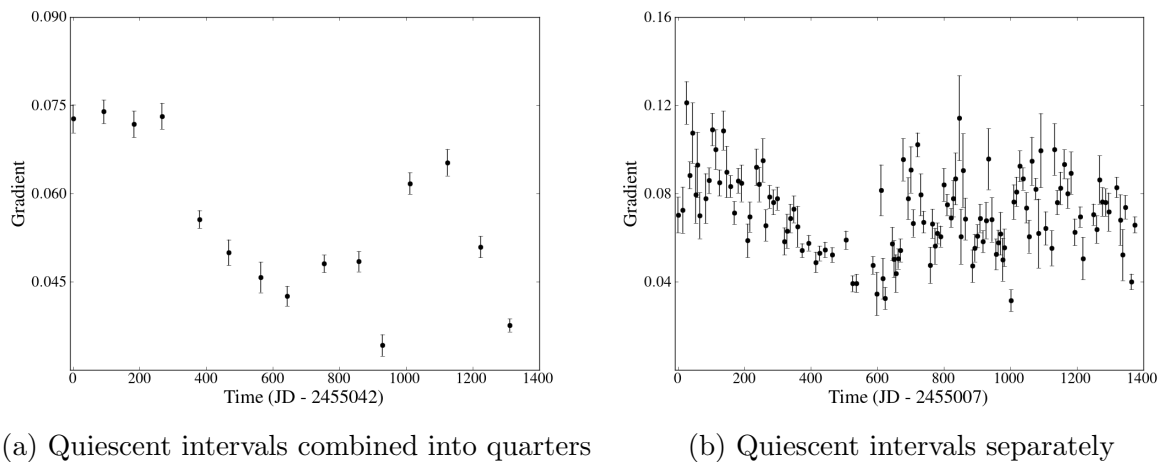 0.090
0.075
0.060
0.045
Gradient
0 200 400 600 800 1000 1200 1400
Time (JD - 2455042)
(a) Quiescent intervals combined into quarters
0.16
0.12
0.08
0.04
Gradient
0 200 400 600 800 1000 1200 1400
Time (JD - 2455007)
(b) Quiescent intervals separately